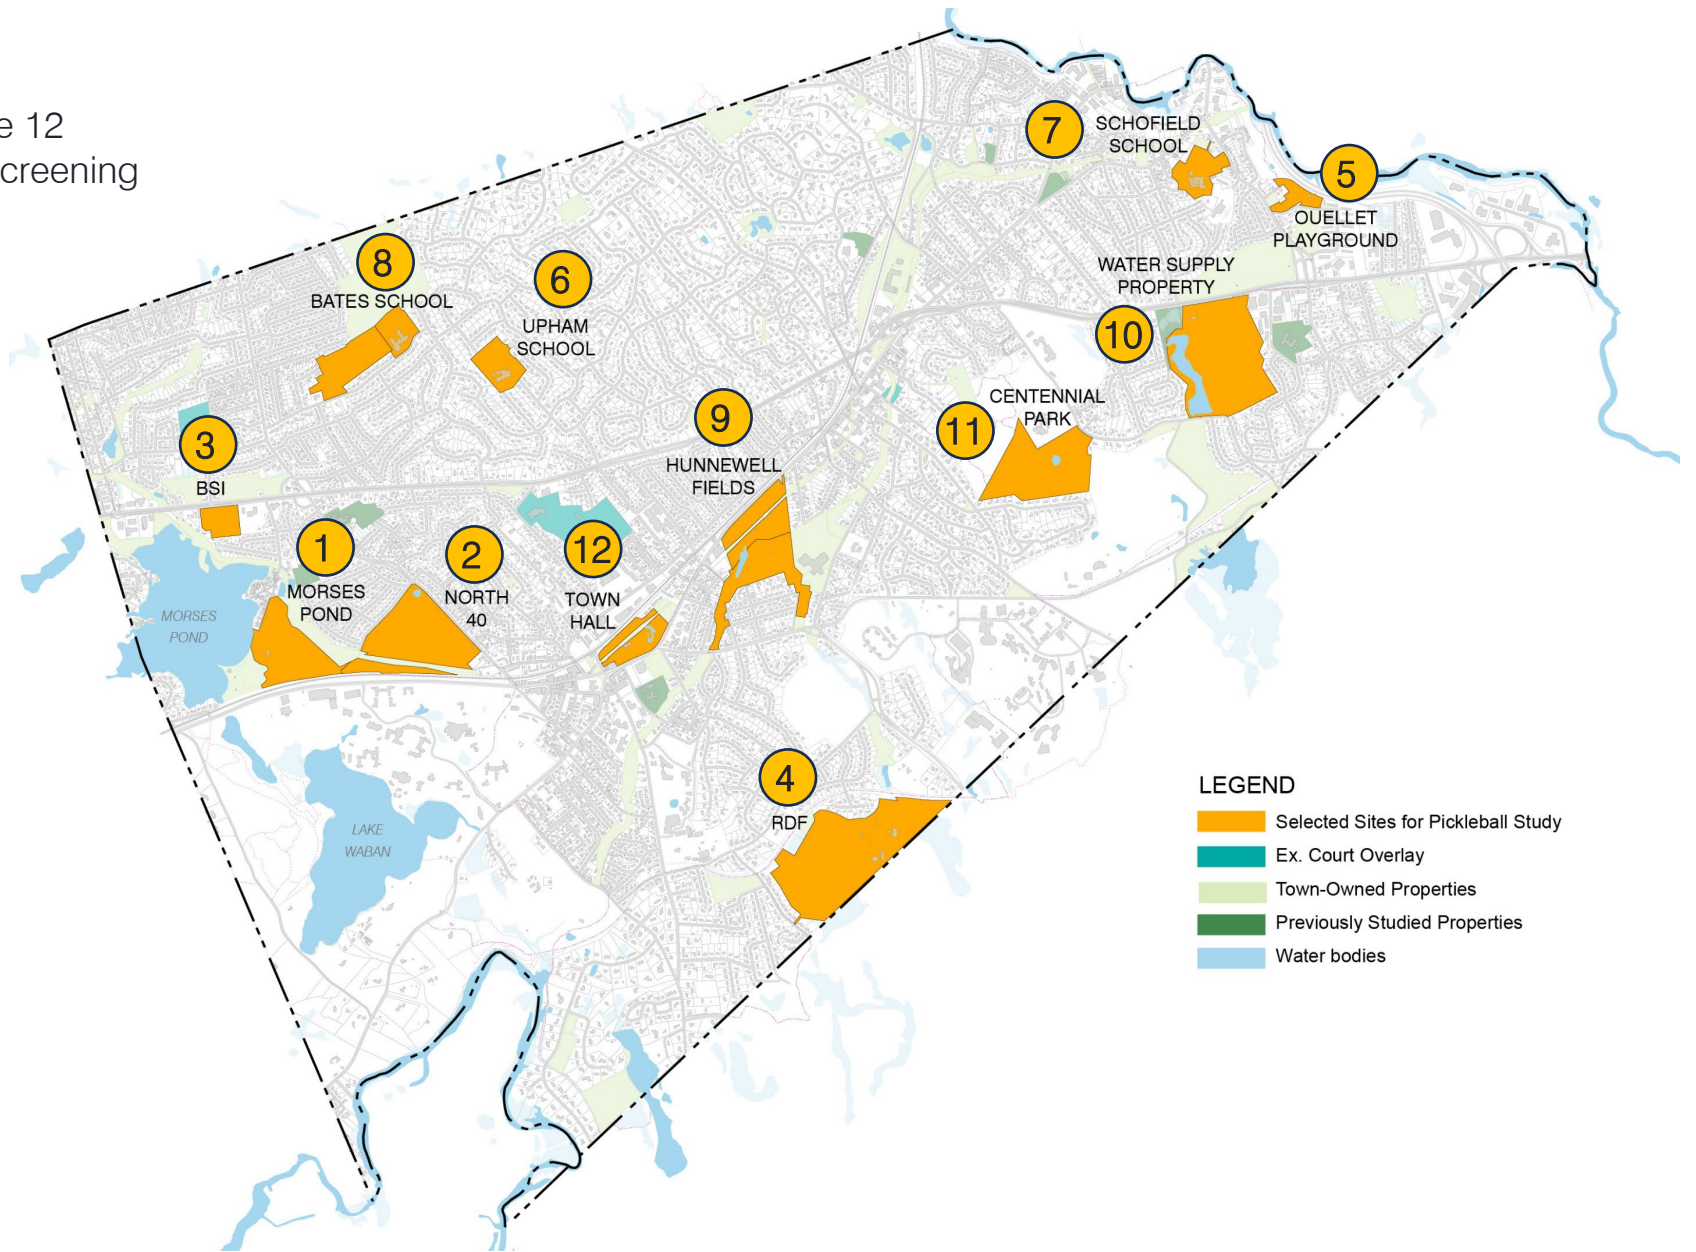 e 12
creening
7
SCHOFIELD
SCHOOL
5
OUELLET
PLAYGROUND
8
BATES SCHOOL
6
UPHAM
SCHOOL
WATER SUPPLY
PROPERTY
10
9
HUNNEWELL
FIELDS
11
CENTENNIAL
PARK
3
BSI
1
MORSES
POND
2
NORTH
40
12
TOWN
HALL
MORSES
POND
4
RDF
LAKE
WABAN
LEGEND
Selected Sites for Pickleball Study
Ex. Court Overlay
Town-Owned Properties
Previously Studied Properties
Water bodies